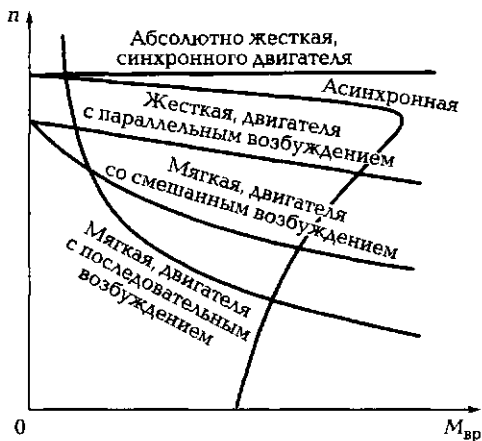 n
Абсолютно жесткая,
синхронного двигателя
Асинхронная
Жесткая, двигателя
с параллельным возбуждением
Мягкая, двигателя
со смешанным возбуждением
Мягкая, двигателя
с последовательным
возбуждением
0
Mвр